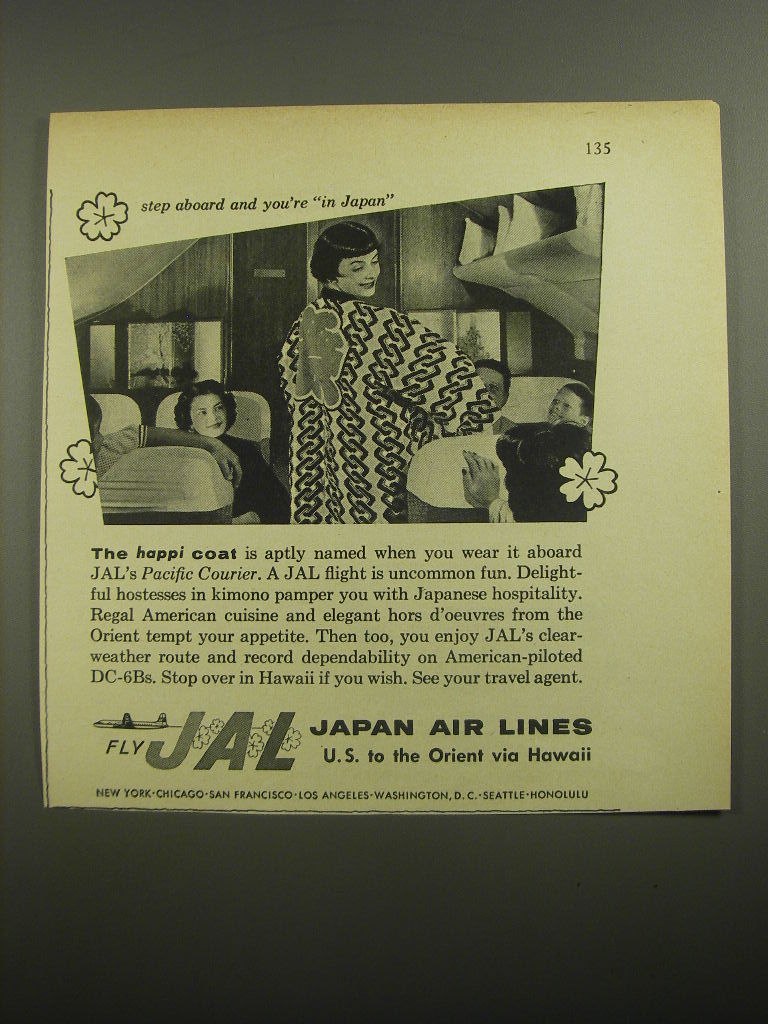 135
step aboard and you're "in Japan"
The happi coat is aptly named when you wear it aboard
JAL's Pacific Courier. A JAL flight is uncommon fun. Delight-
ful hostesses in kimono pamper you with Japanese hospitality.
Regal American cuisine and elegant hors d'oeuvres from the
Orient tempt your appetite. Then too, you enjoy JAL's clear-
weather route and record dependability on American-piloted
DC-6Bs. Stop over in Hawaii if you wish. See your travel agent.
FLY JAL JAPAN AIR LINES
U.S. to the Orient via Hawaii
NEW YORK·CHICAGO·SAN FRANCISCO·LOS ANGELES·WASHINGTON, D.C.·SEATTLE·HONOLULU